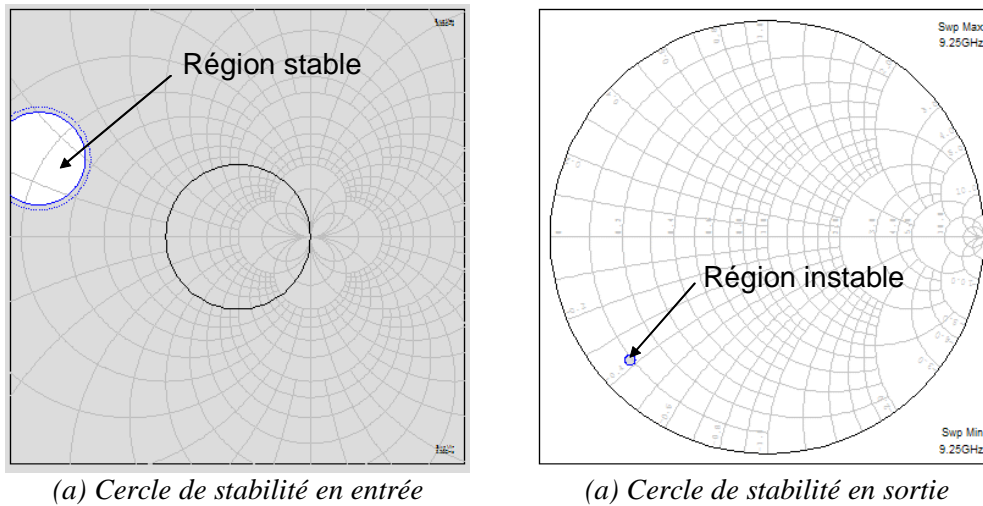 Région stable
Swp Max
9.25GHz
Région instable
Swp Min
9.25GHz
(a) Cercle de stabilité en entrée
(a) Cercle de stabilité en sortie